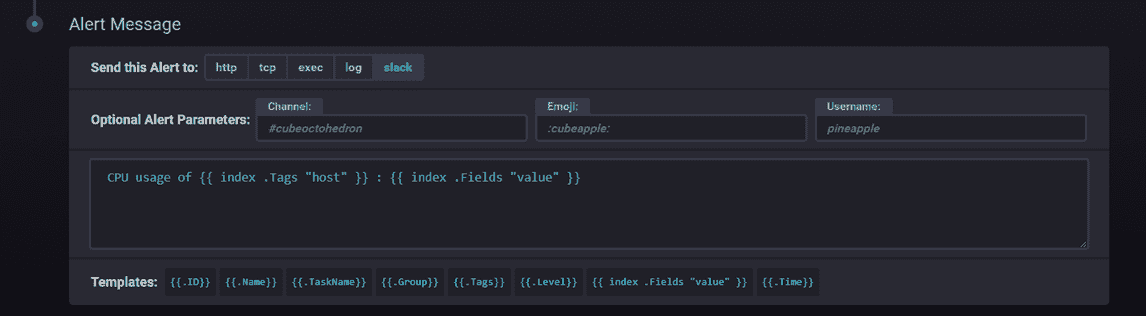 Alert Message
Send this Alert to: http tcp exec log slack
Channel: Emoji: Username:
Optional Alert Parameters: #cubeoctohedron :cubeapple: pineapple
CPU usage of {{ index .Tags "host" }} : {{ index .Fields "value" }}
Templates: {{.ID}} {{.Name}} {{.TaskName}} {{.Group}} {{.Tags}} {{.Level}} {{ index .Fields "value" }} {{.Time}}